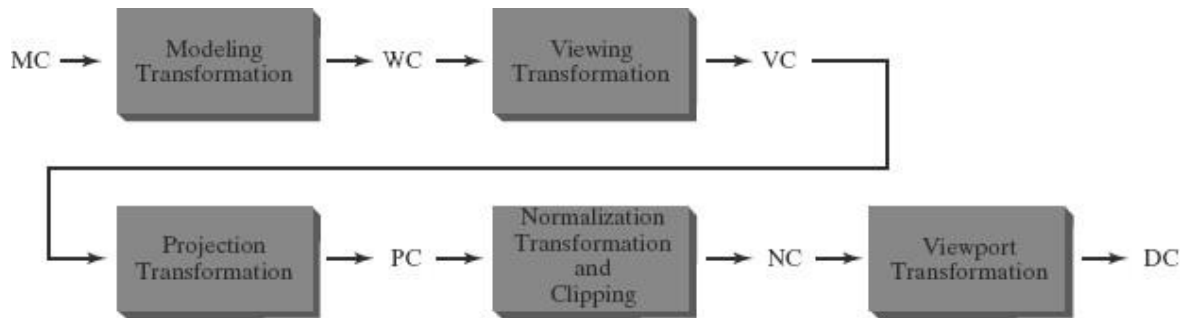 MC
Modeling
Transformation
WC
Viewing
Transformation
VC
Projection
Transformation
PC
Normalization
Transformation
and
Clipping
NC
Viewport
Transformation
DC